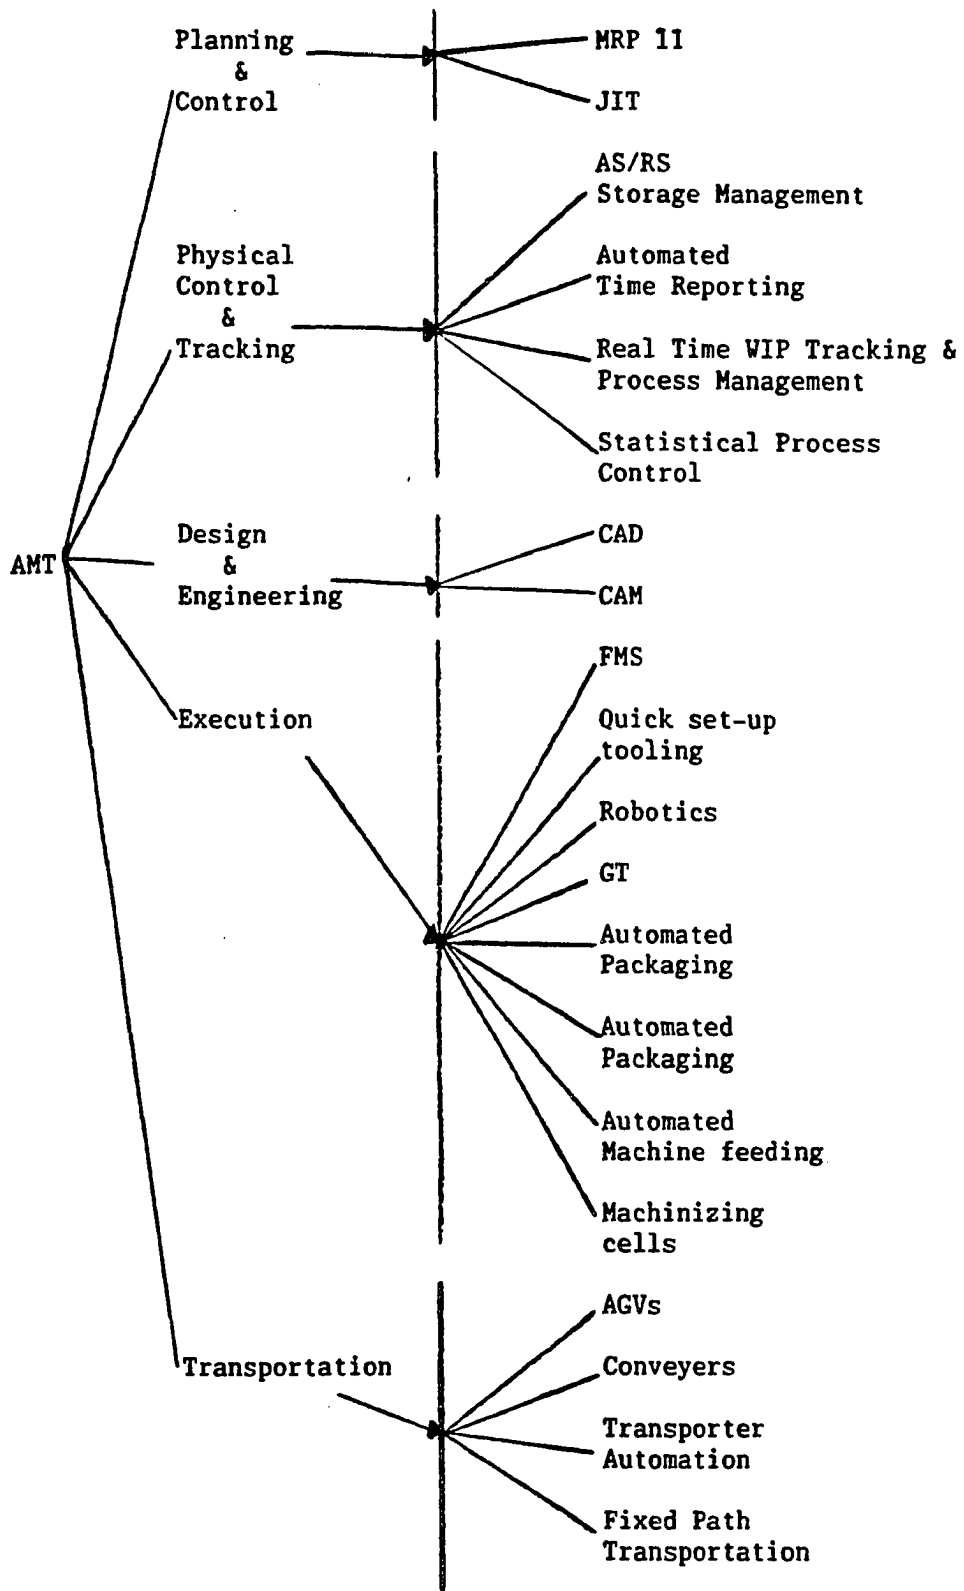 Planning
&
Control
MRP II
JIT
Physical
Control
&
Tracking
AS/RS
Storage Management
Automated
Time Reporting
Real Time WIP Tracking &
Process Management
Statistical Process
Control
AMT
Design
&
Engineering
CAD
CAM
Execution
FMS
Quick set-up
tooling
Robotics
GT
Automated
Packaging
Automated
Packaging
Automated
Machine feeding
Machinizing
cells
Transportation
AGVs
Conveyers
Transporter
Automation
Fixed Path
Transportation